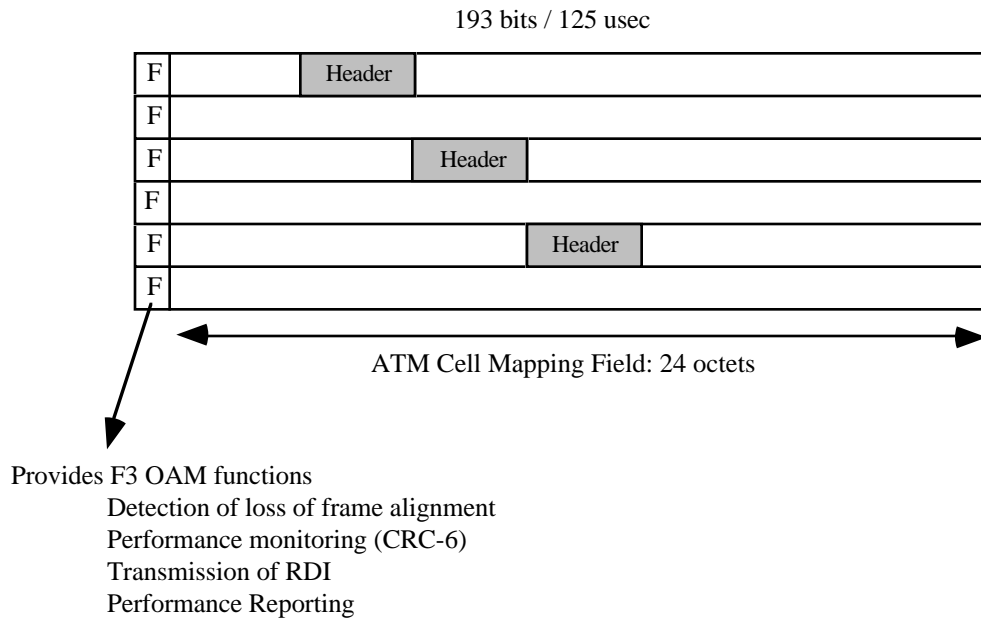 193 bits / 125 usec
F Header
F
F Header
F
F Header
F
ATM Cell Mapping Field: 24 octets
Provides F3 OAM functions
Detection of loss of frame alignment
Performance monitoring (CRC-6)
Transmission of RDI
Performance Reporting